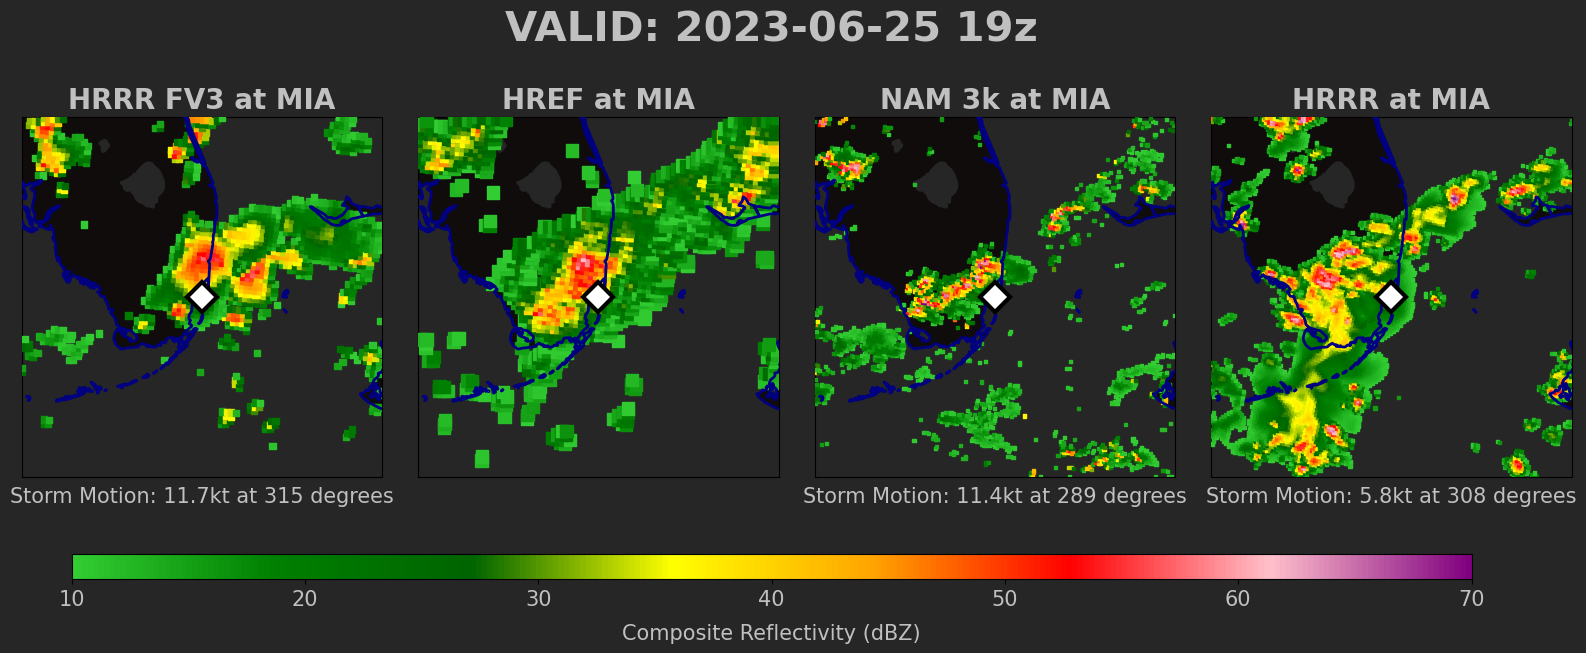 VALID: 2023-06-25 19z
HRRR FV3 at MIA
HREF at MIA
NAM 3k at MIA
HRRR at MIA
Storm Motion: 11.7kt at 315 degrees
Storm Motion: 11.4kt at 289 degrees
Storm Motion: 5.8kt at 308 degrees
10 20 30 40 50 60 70
Composite Reflectivity (dBZ)